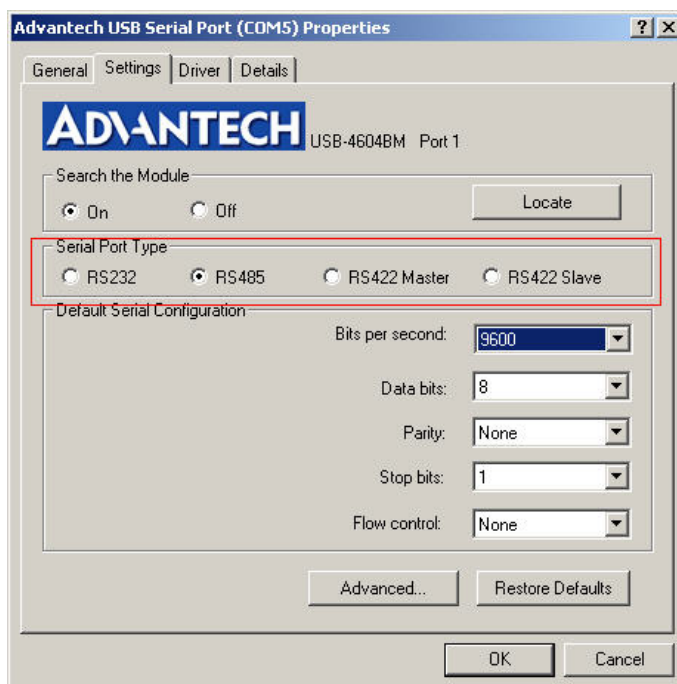 Advantech USB Serial Port (COM5) Properties
General Settings Driver Details
ADVANTECH USB-4604BM Port 1
Search the Module
On Off Locate
Serial Port Type
RS232 RS485 RS422 Master RS422 Slave
Default Serial Configuration
Bits per second: 9600
Data bits: 8
Parity: None
Stop bits: 1
Flow control: None
Advanced... Restore Defaults
OK Cancel